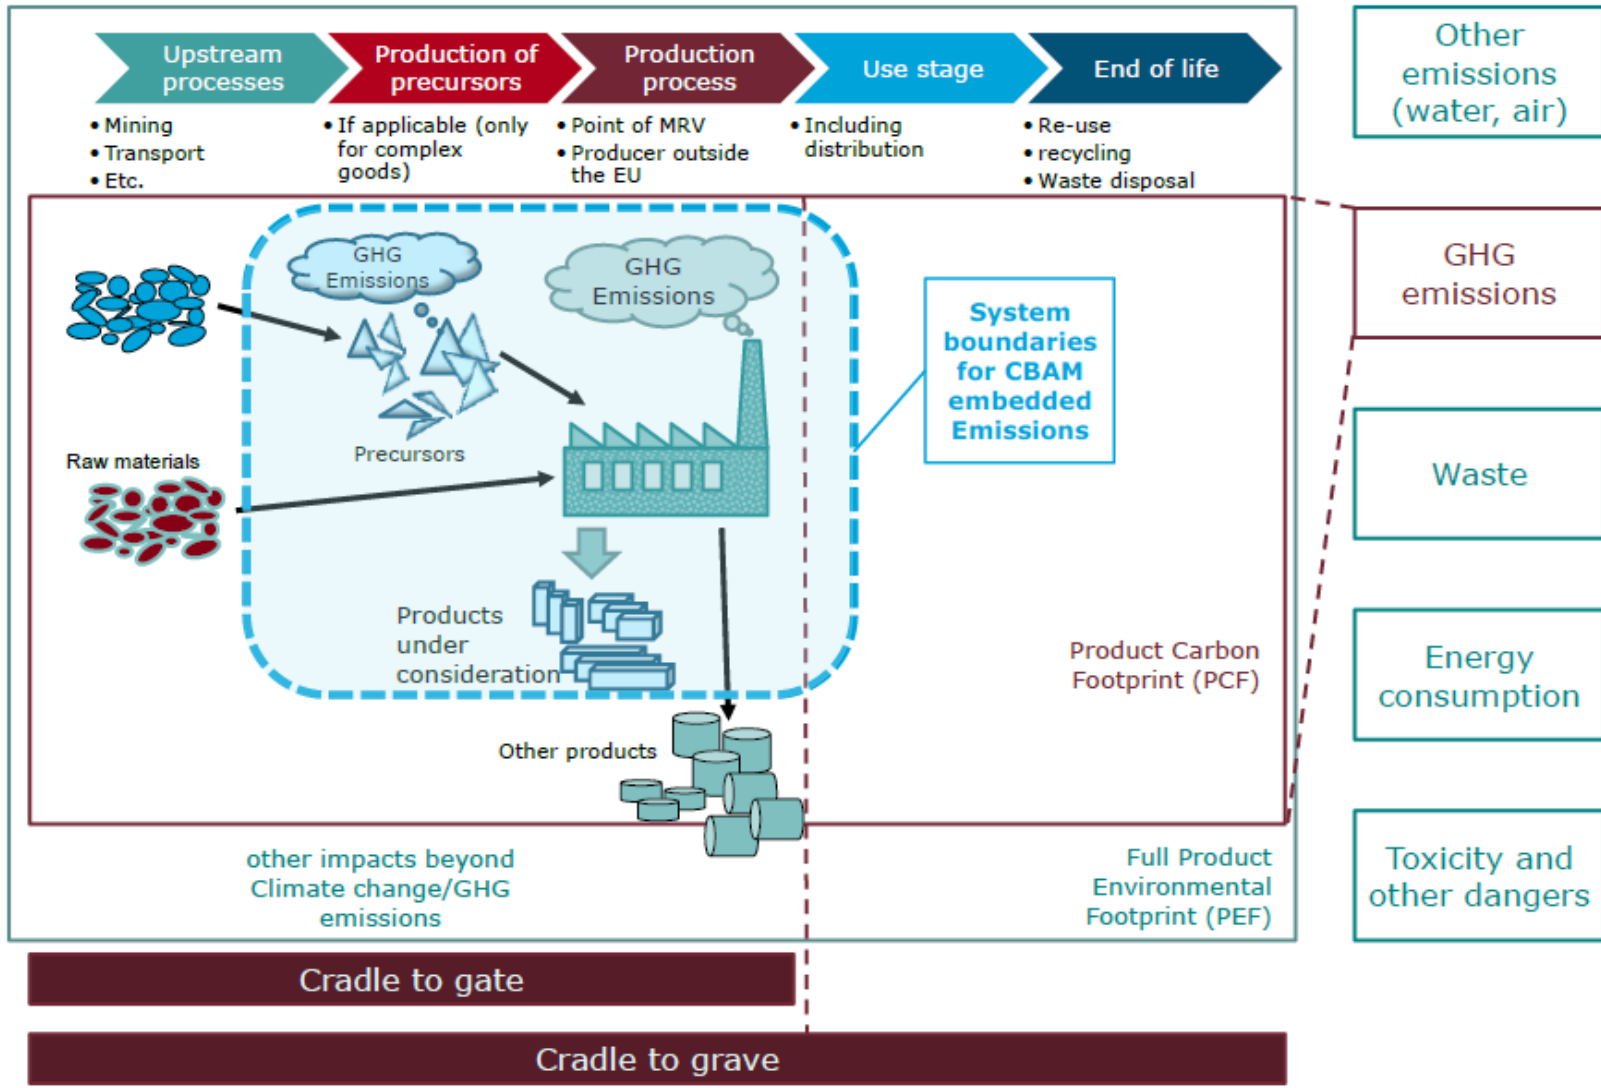 Upstream
processes
Production of
precursors
Production
process
Use stage
End of life
• Mining
• Transport
• Etc.
• If applicable (only
for complex
goods)
• Point of MRV
• Producer outside
the EU
• Including
distribution
• Re-use
• recycling
• Waste disposal
GHG
Emissions
GHG
Emissions
System
boundaries
for CBAM
embedded
Emissions
Precursors
Raw materials
Products
under
consideration
Other products
Product Carbon
Footprint (PCF)
other impacts beyond
Climate change/GHG
emissions
Full Product
Environmental
Footprint (PEF)
Cradle to gate
Cradle to grave
Other
emissions
(water, air)
GHG
emissions
Waste
Energy
consumption
Toxicity and
other dangers